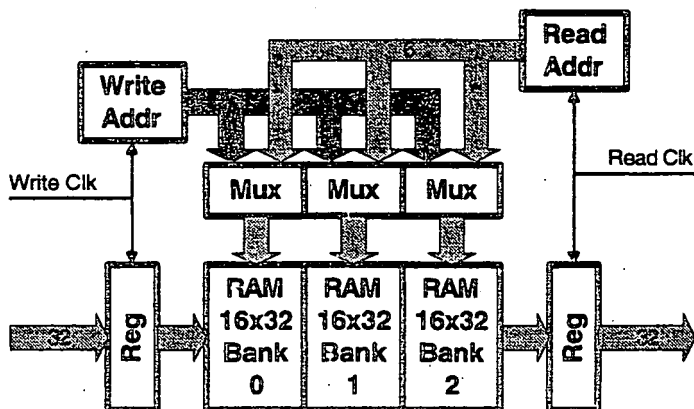 6
Read
Addr
Write
Addr
Read Clk
Write Clk
Mux
Mux
Mux
32
Reg
RAM
16x32
Bank
0
RAM
16x32
Bank
1
RAM
16x32
Bank
2
Reg
32